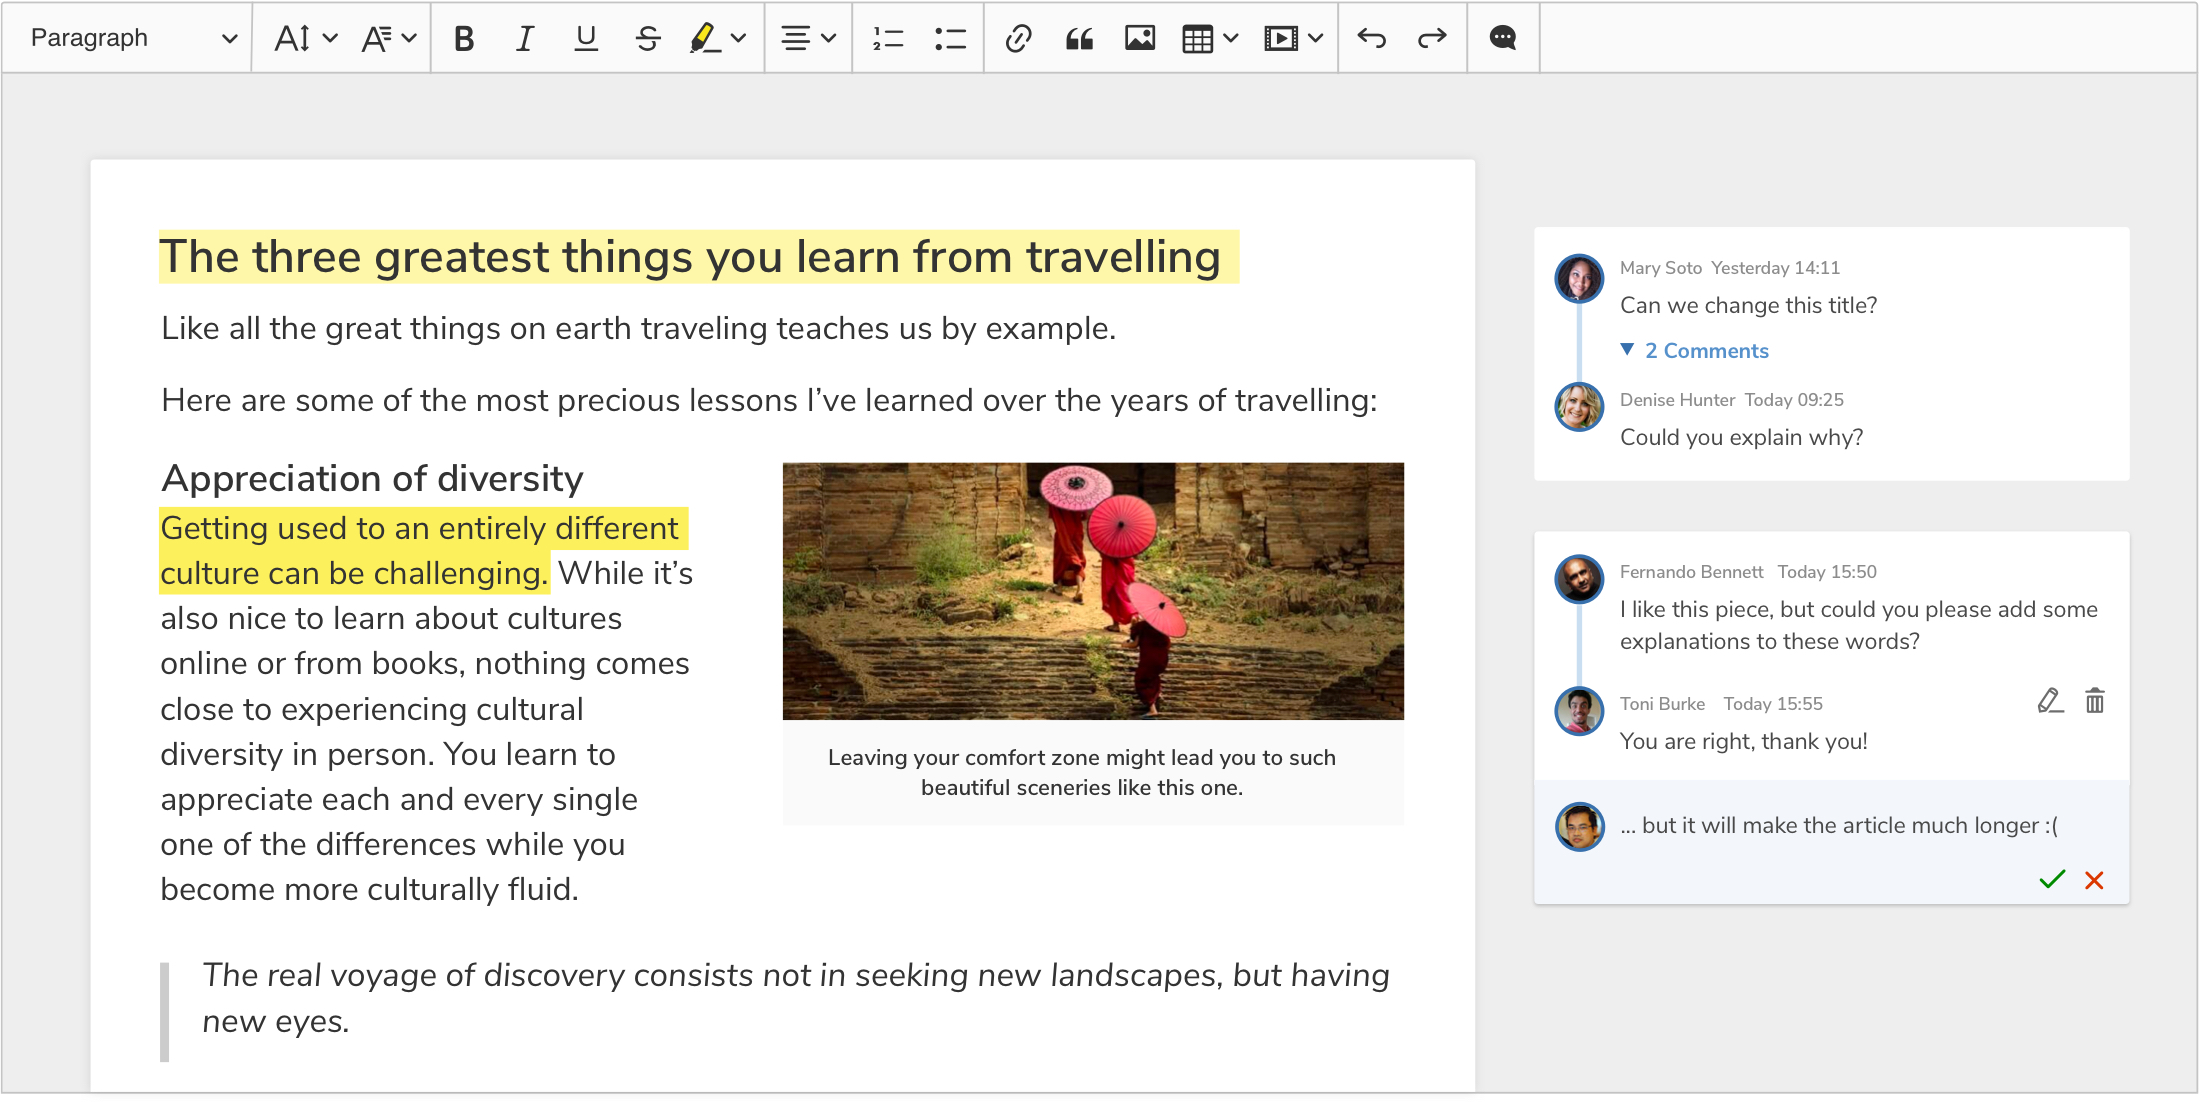 Paragraph
The three greatest things you learn from travelling
Like all the great things on earth traveling teaches us by example.
Here are some of the most precious lessons I’ve learned over the years of travelling:
Appreciation of diversity
Getting used to an entirely different
culture can be challenging. While it’s
also nice to learn about cultures
online or from books, nothing comes
close to experiencing cultural
diversity in person. You learn to
appreciate each and every single
one of the differences while you
become more culturally fluid.
Leaving your comfort zone might lead you to such
beautiful sceneries like this one.
The real voyage of discovery consists not in seeking new landscapes, but having
new eyes.
Mary Soto Yesterday 14:11
Can we change this title?
2 Comments
Denise Hunter Today 09:25
Could you explain why?
Fernando Bennett Today 15:50
I like this piece, but could you please add some
explanations to these words?
Toni Burke Today 15:55
You are right, thank you!
... but it will make the article much longer :(